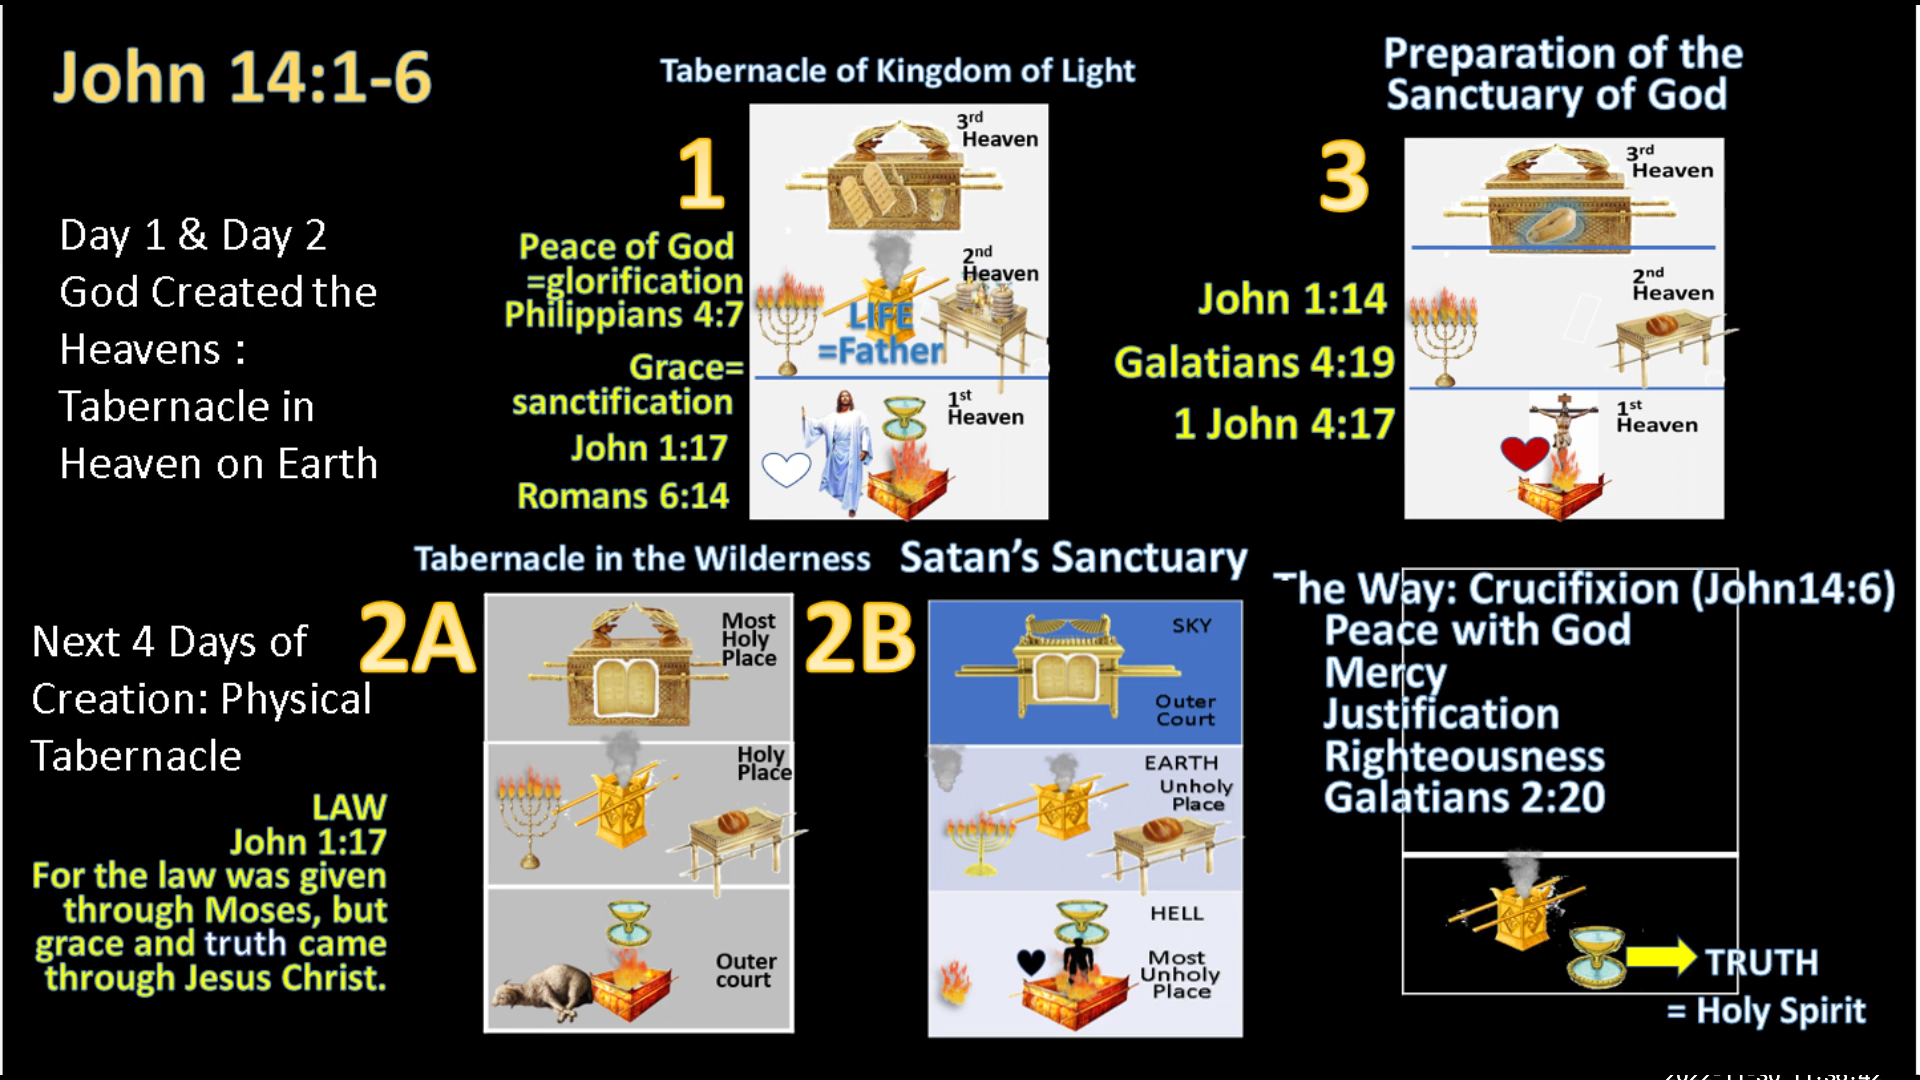 John 14:1-6
Day 1 & Day 2
God Created the
Heavens :
Tabernacle in
Heaven on Earth
Tabernacle of Kingdom of Light
1
Peace of God
=glorification
Philippians 4:7
Grace=
sanctification
John 1:17
Romans 6:14
3rd
Heaven
2nd
Heaven
LIFE
=Father
1st
Heaven
Preparation of the
Sanctuary of God
3
John 1:14
Galatians 4:19
1 John 4:17
3rd
Heaven
2nd
Heaven
1st
Heaven
Next 4 Days of
Creation: Physical
Tabernacle
LAW
John 1:17
For the law was given
through Moses, but
grace and truth came
through Jesus Christ.
Tabernacle in the Wilderness
2A
Most
Holy
Place
Holy
Place
Outer
court
Satan's Sanctuary
2B
SKY
Outer
Court
EARTH
Unholy
Place
HELL
Most
Unholy
Place
The Way: Crucifixion (John14:6)
Peace with God
Mercy
Justification
Righteousness
Galatians 2:20
TRUTH
= Holy Spirit